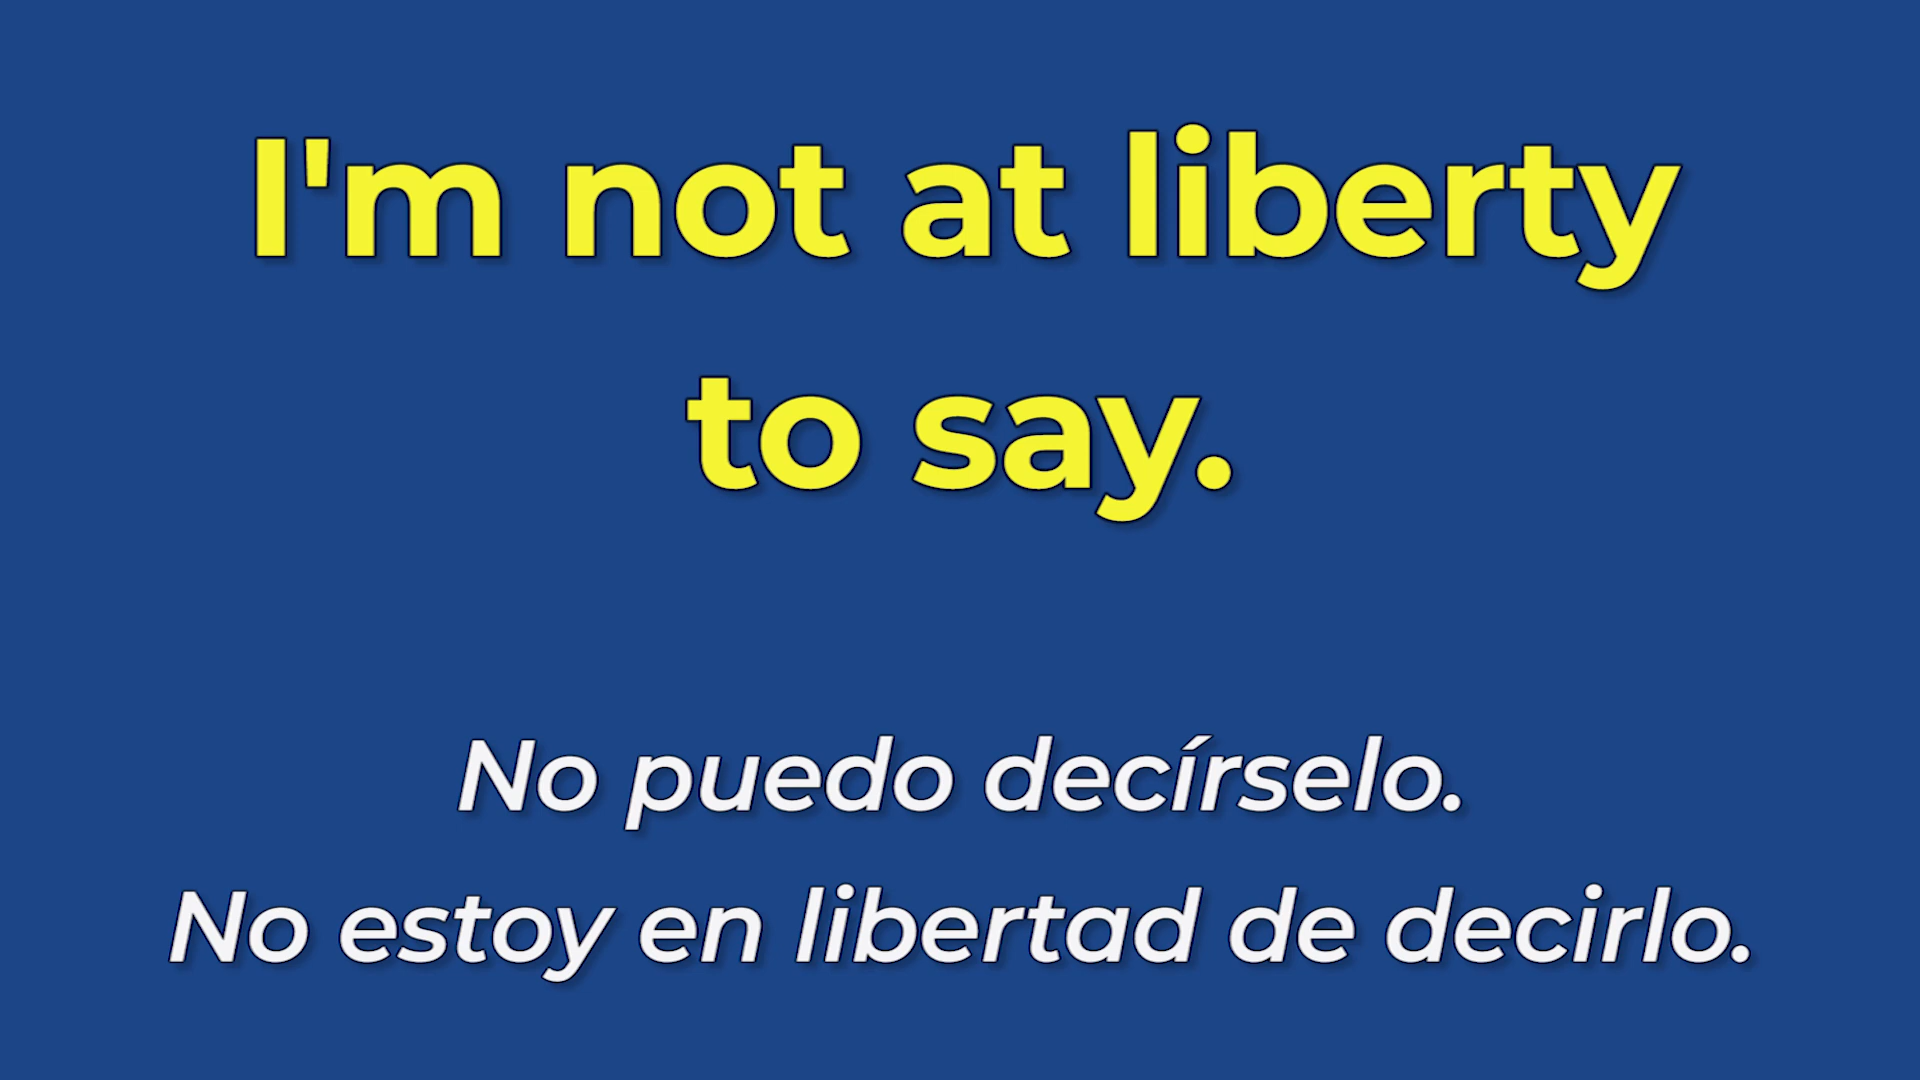 I'm not at liberty
to say.
No puedo decírselo.
No estoy en libertad de decirlo.